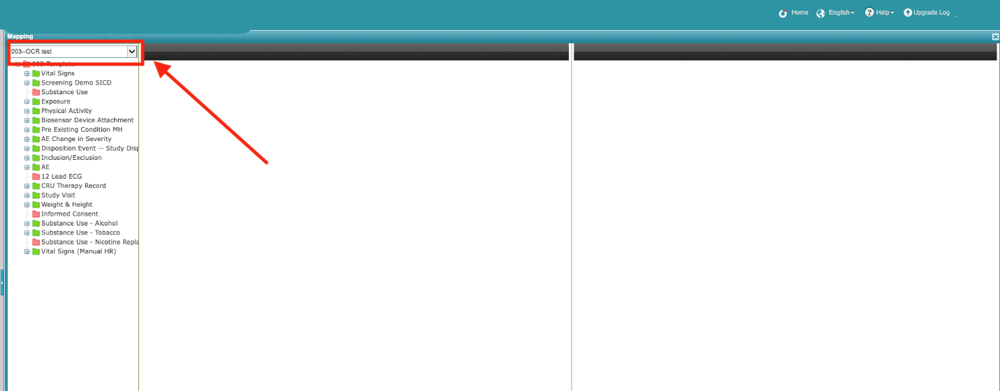 Home English Help Upgrade Log
Mapping
003--OCR test
003 Template
Vital Signs
Screening Demo SICD
Substance Use
Exposure
Physical Activity
Biosensor Device Attachment
Pre Existing Condition MH
AE Change in Severity
Disposition Event -- Study Disp
Inclusion/Exclusion
AE
12 Lead ECG
CRU Therapy Record
Study Visit
Weight & Height
Informed Consent
Substance Use - Alcohol
Substance Use - Tobacco
Substance Use - Nicotine Repla
Vital Signs (Manual HR)